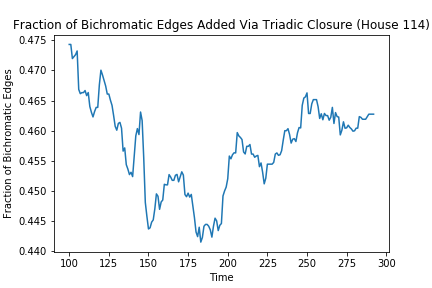 Fraction of Bichromatic Edges Added Via Triadic Closure (House 114)
Fraction of Bichromatic Edges
0.475
0.470
0.465
0.460
0.455
0.450
0.445
0.440
100 125 150 175 200 225 250 275 300
Time